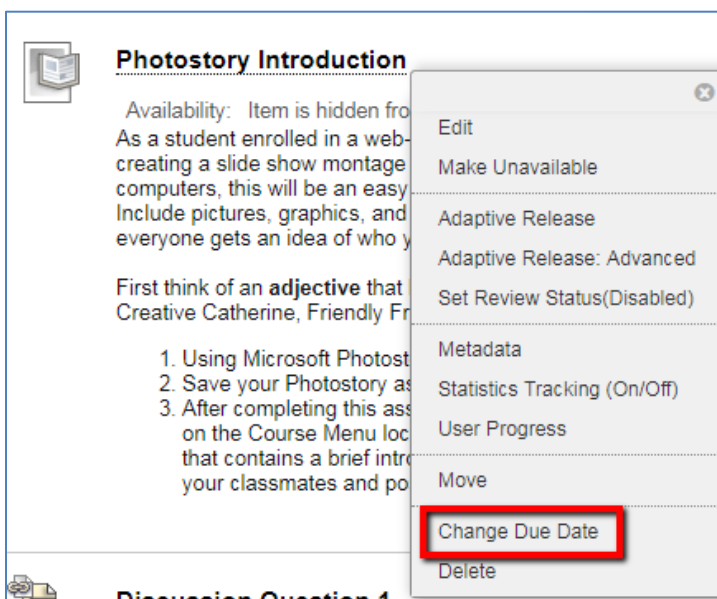 Photostory Introduction
Availability: Item is hidden fro
As a student enrolled in a web-
creating a slide show montage
computers, this will be an easy
Include pictures, graphics, and
everyone gets an idea of who y
First think of an adjective that
Creative Catherine, Friendly Fr
1. Using Microsoft Photost
2. Save your Photostory as
3. After completing this ass
on the Course Menu loc
that contains a brief intro
your classmates and po
Edit
Make Unavailable
Adaptive Release
Adaptive Release: Advanced
Set Review Status(Disabled)
Metadata
Statistics Tracking (On/Off)
User Progress
Move
Change Due Date
Delete
Discussion Question 1